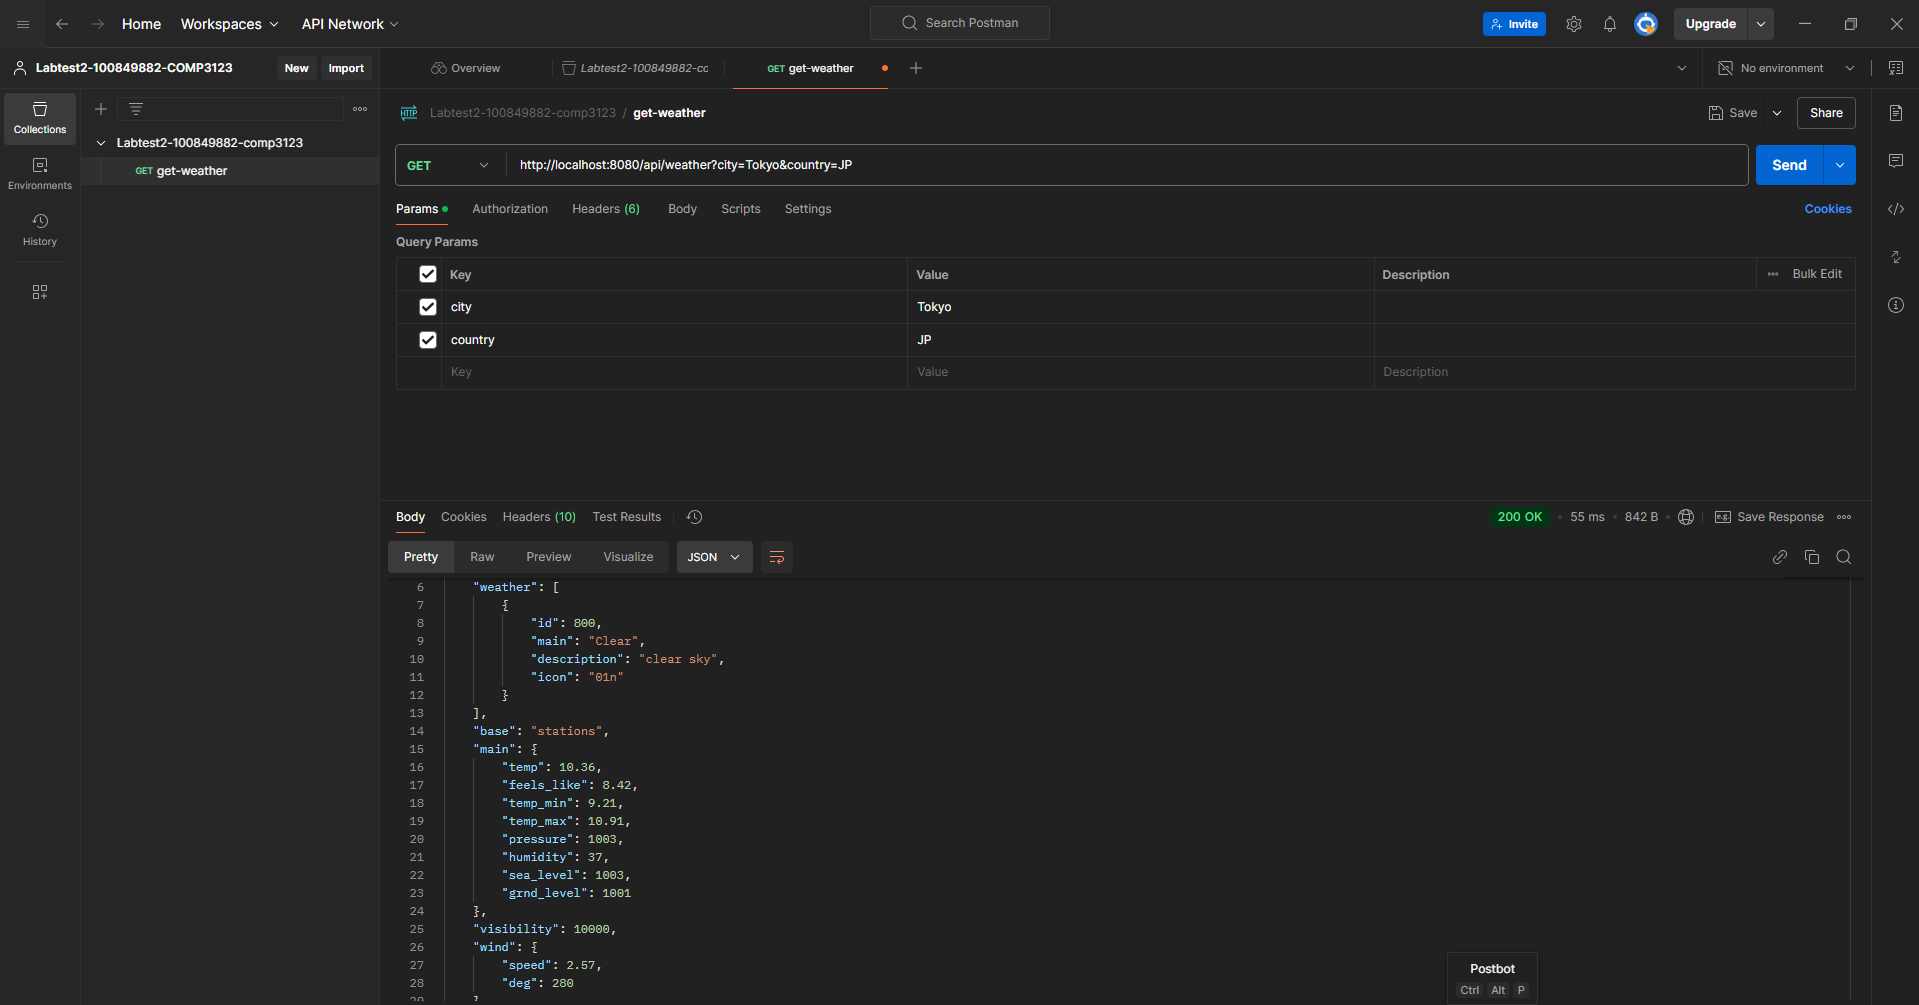 Home Workspaces API Network Search Postman Invite Upgrade
Labtest2-100849882-COMP3123 New Import Overview Labtest2-100849882-cc GET get-weather No environment
Collections
Environments
History
Labtest2-100849882-comp3123
GET get-weather
HTTP Labtest2-100849882-comp3123 / get-weather Save Share
GET http://localhost:8080/api/weather?city=Tokyo&country=JP Send
Params Authorization Headers (6) Body Scripts Settings Cookies
Query Params
Key Value Description Bulk Edit
city Tokyo
country JP
Key Value Description
Body Cookies Headers (10) Test Results 200 OK 55 ms 842 B e.g. Save Response
Pretty Raw Preview Visualize JSON
6 "weather": [
7 {
8 "id": 800,
9 "main": "Clear",
10 "description": "clear sky",
11 "icon": "01n"
12 }
13 ],
14 "base": "stations",
15 "main": {
16 "temp": 10.36,
17 "feels_like": 8.42,
18 "temp_min": 9.21,
19 "temp_max": 10.91,
20 "pressure": 1003,
21 "humidity": 37,
22 "sea_level": 1003,
23 "grnd_level": 1001
24 },
25 "visibility": 10000,
26 "wind": {
27 "speed": 2.57,
28 "deg": 280
Postbot
Ctrl Alt P